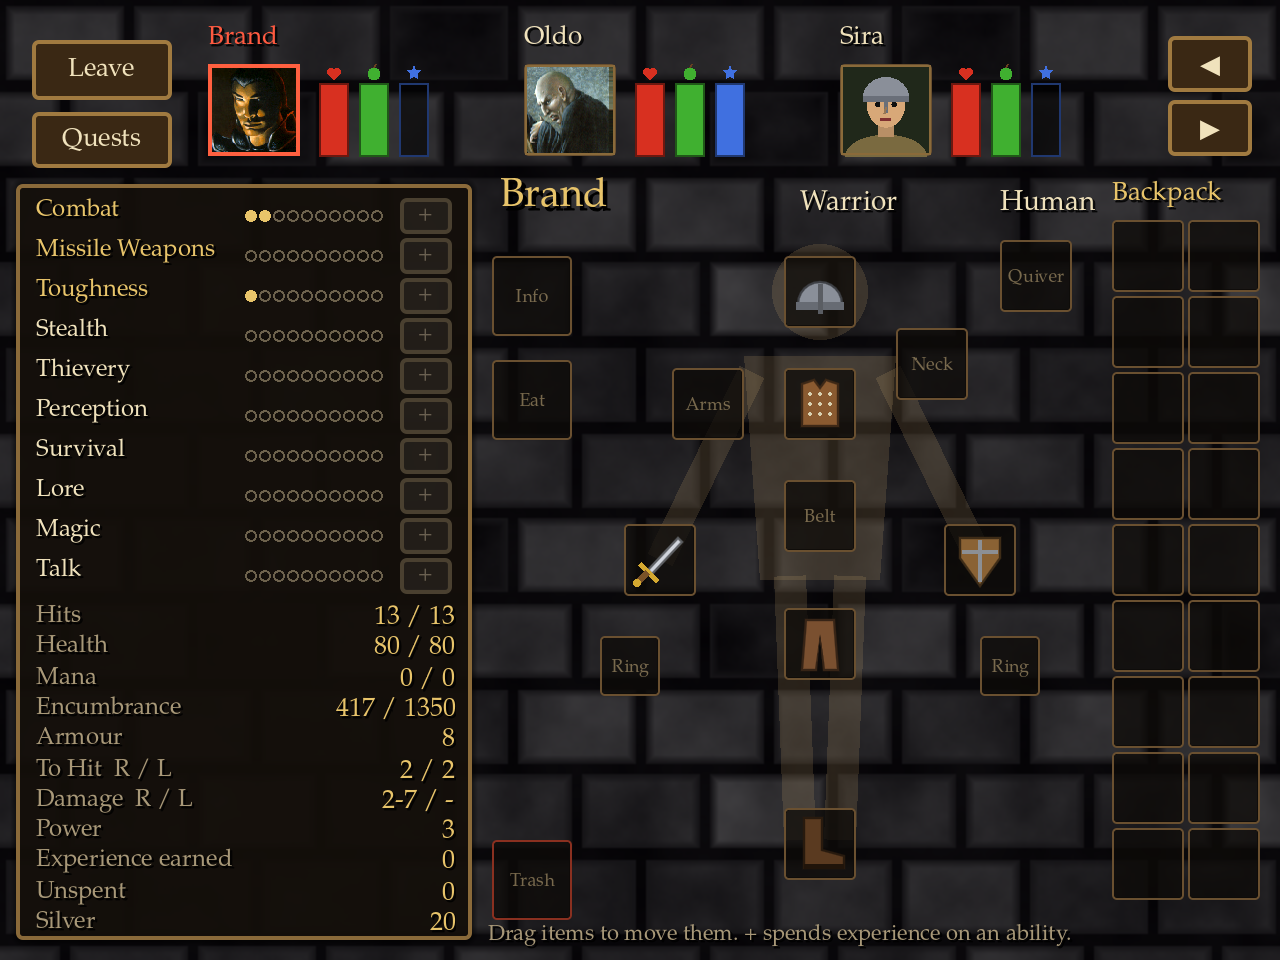 Leave
Quests
Brand
Oldo
Sira
◀
▶
Combat +
Missile Weapons +
Toughness +
Stealth +
Thievery +
Perception +
Survival +
Lore +
Magic +
Talk +
Hits 13 / 13
Health 80 / 80
Mana 0 / 0
Encumbrance 417 / 1350
Armour 8
To Hit R / L 2 / 2
Damage R / L 2-7 / -
Power 3
Experience earned 0
Unspent 0
Silver 20
Brand Warrior Human
Info
Eat
Arms
Neck
Quiver
Belt
Ring
Ring
Trash
Backpack
Drag items to move them. + spends experience on an ability.